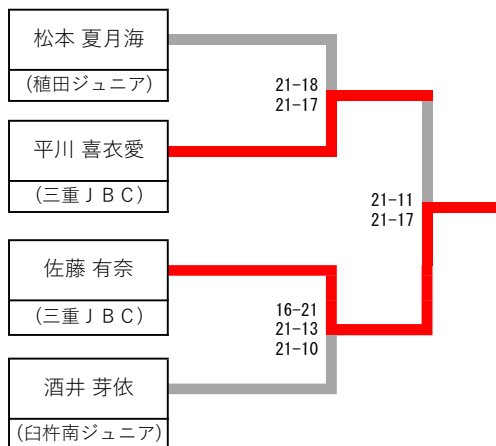 松本 夏月海
(稙田ジュニア)
21-18
21-17
平川 喜衣愛
(三重ＪＢＣ)
21-11
21-17
佐藤 有奈
(三重ＪＢＣ)
16-21
21-13
21-10
酒井 芽依
(臼杵南ジュニア)